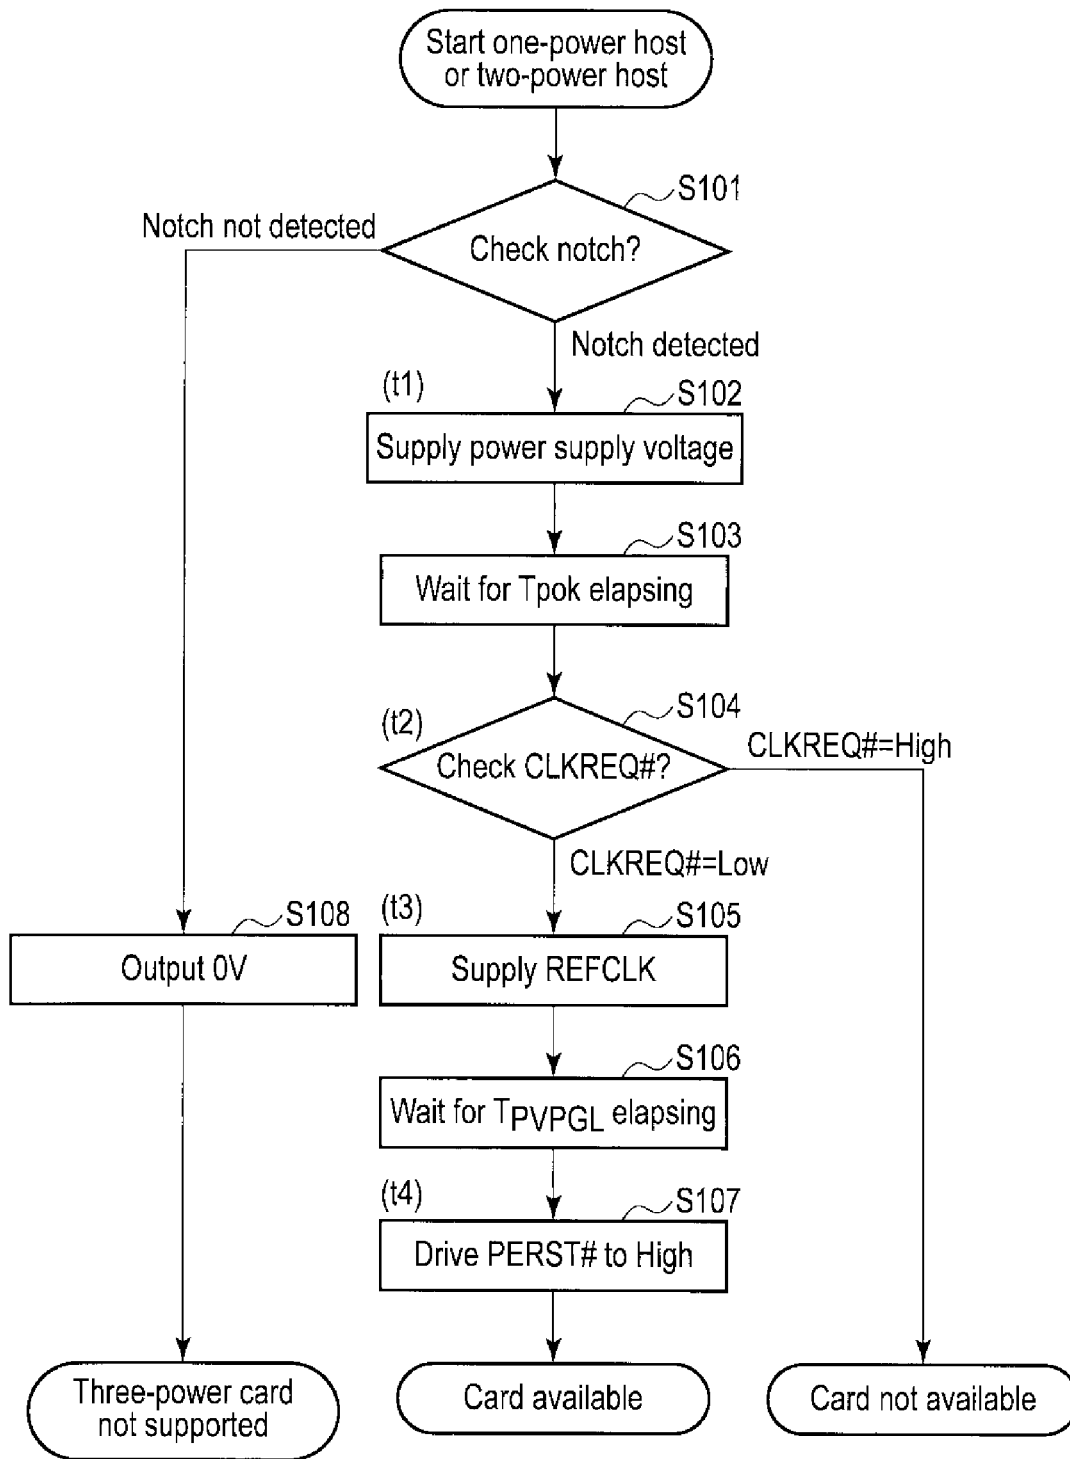 Start one-power host
or two-power host
S101
Notch not detected
Check notch?
Notch detected
(t1)
S102
Supply power supply voltage
S103
Wait for Tpok elapsing
(t2)
S104
CLKREQ#=High
Check CLKREQ#?
CLKREQ#=Low
S108
(t3)
S105
Output 0V
Supply REFCLK
S106
Wait for TPVPGL elapsing
(t4)
S107
Drive PERST# to High
Three-power card
not supported
Card available
Card not available